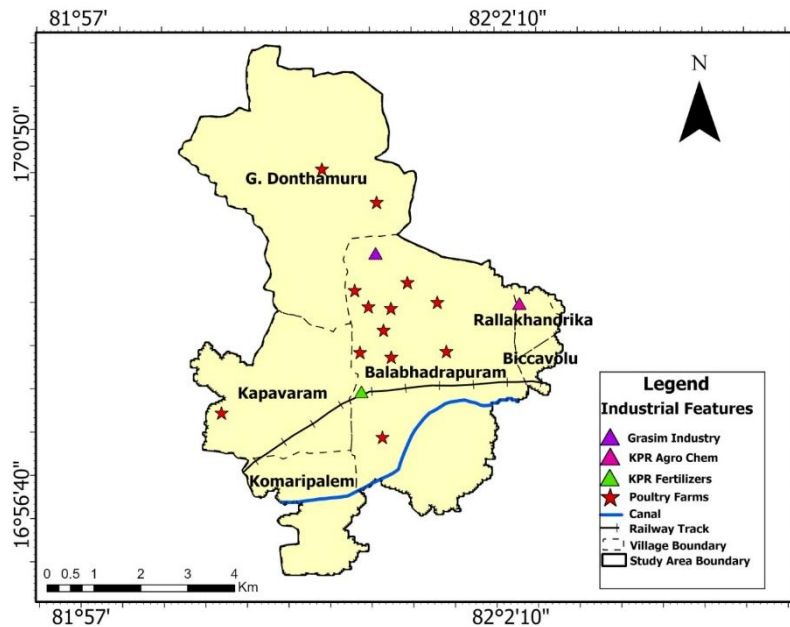 81°57' 82°2'10"
N
17°0'50"
G. Donthamuru
Rallakhandrika
Biccavolu
Balabhadrapuram
Kapavaram
Komaripalem
16°56'40"
Legend
Industrial Features
Grasim Industry
KPR Agro Chem
KPR Fertilizers
Poultry Farms
Canal
Railway Track
Village Boundary
Study Area Boundary
0 0.5 1 2 3 4
Km
81°57' 82°2'10"